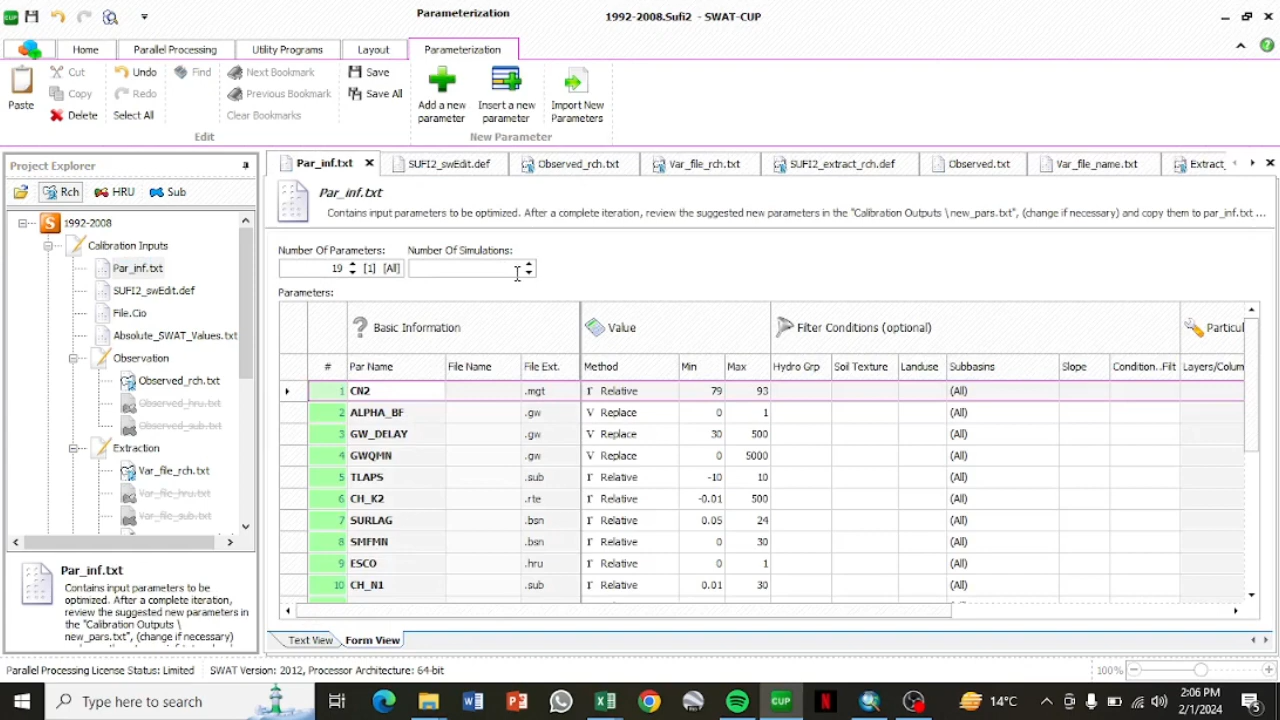 CUP
Parameterization
1992-2008.Sufi2 - SWAT-CUP
Home
Parallel Processing
Utility Programs
Layout
Parameterization
Paste
Cut
Copy
Delete
Undo
Redo
Select All
Find
Next Bookmark
Previous Bookmark
Clear Bookmarks
Save
Save All
Add a new
parameter
Insert a new
parameter
Import New
Parameters
Edit
New Parameter
Project Explorer
Rch
HRU
Sub
1992-2008
Calibration Inputs
Par_inf.txt
SUFI2_swEdit.def
File.Cio
Absolute_SWAT_Values.txt
Observation
Observed_rch.txt
Observed_hru.txt
Observed_sub.txt
Extraction
Var_file_rch.txt
Var_file_hru.txt
Var_file_sub.txt
Par_inf.txt
Contains input parameters to be
optimized. After a complete iteration,
review the suggested new parameters in
the "Calibration Outputs \
new_pars.txt", (change if necessary)
Par_inf.txt
SUFI2_swEdit.def
Observed_rch.txt
Var_file_rch.txt
SUFI2_extract_rch.def
Observed.txt
Var_file_name.txt
Extract_
Par_inf.txt
Contains input parameters to be optimized. After a complete iteration, review the suggested new parameters in the "Calibration Outputs \new_pars.txt", (change if necessary) and copy them to par_inf.txt ...
Number Of Parameters:
Number Of Simulations:
19 [1] [All]
Parameters:
Basic Information
Value
Filter Conditions (optional)
Particul
# Par Name File Name File Ext. Method Min Max Hydro Grp Soil Texture Landuse Subbasins Slope Condition..Filt Layers/Colum
1 CN2 .mgt r Relative 79 93 (All)
2 ALPHA_BF .gw V Replace 0 1 (All)
3 GW_DELAY .gw V Replace 30 500 (All)
4 GWQMN .gw V Replace 0 5000 (All)
5 TLAPS .sub r Relative -10 10 (All)
6 CH_K2 .rte r Relative -0.01 500 (All)
7 SURLAG .bsn r Relative 0.05 24 (All)
8 SMFMN .bsn r Relative 0 30 (All)
9 ESCO .hru r Relative 0 1 (All)
10 CH_N1 .sub r Relative 0.01 30 (All)
Text View
Form View
Parallel Processing License Status: Limited
SWAT Version: 2012, Processor Architecture: 64-bit
100%
Type here to search
CUP
14°C
2:06 PM
2/1/2024
5